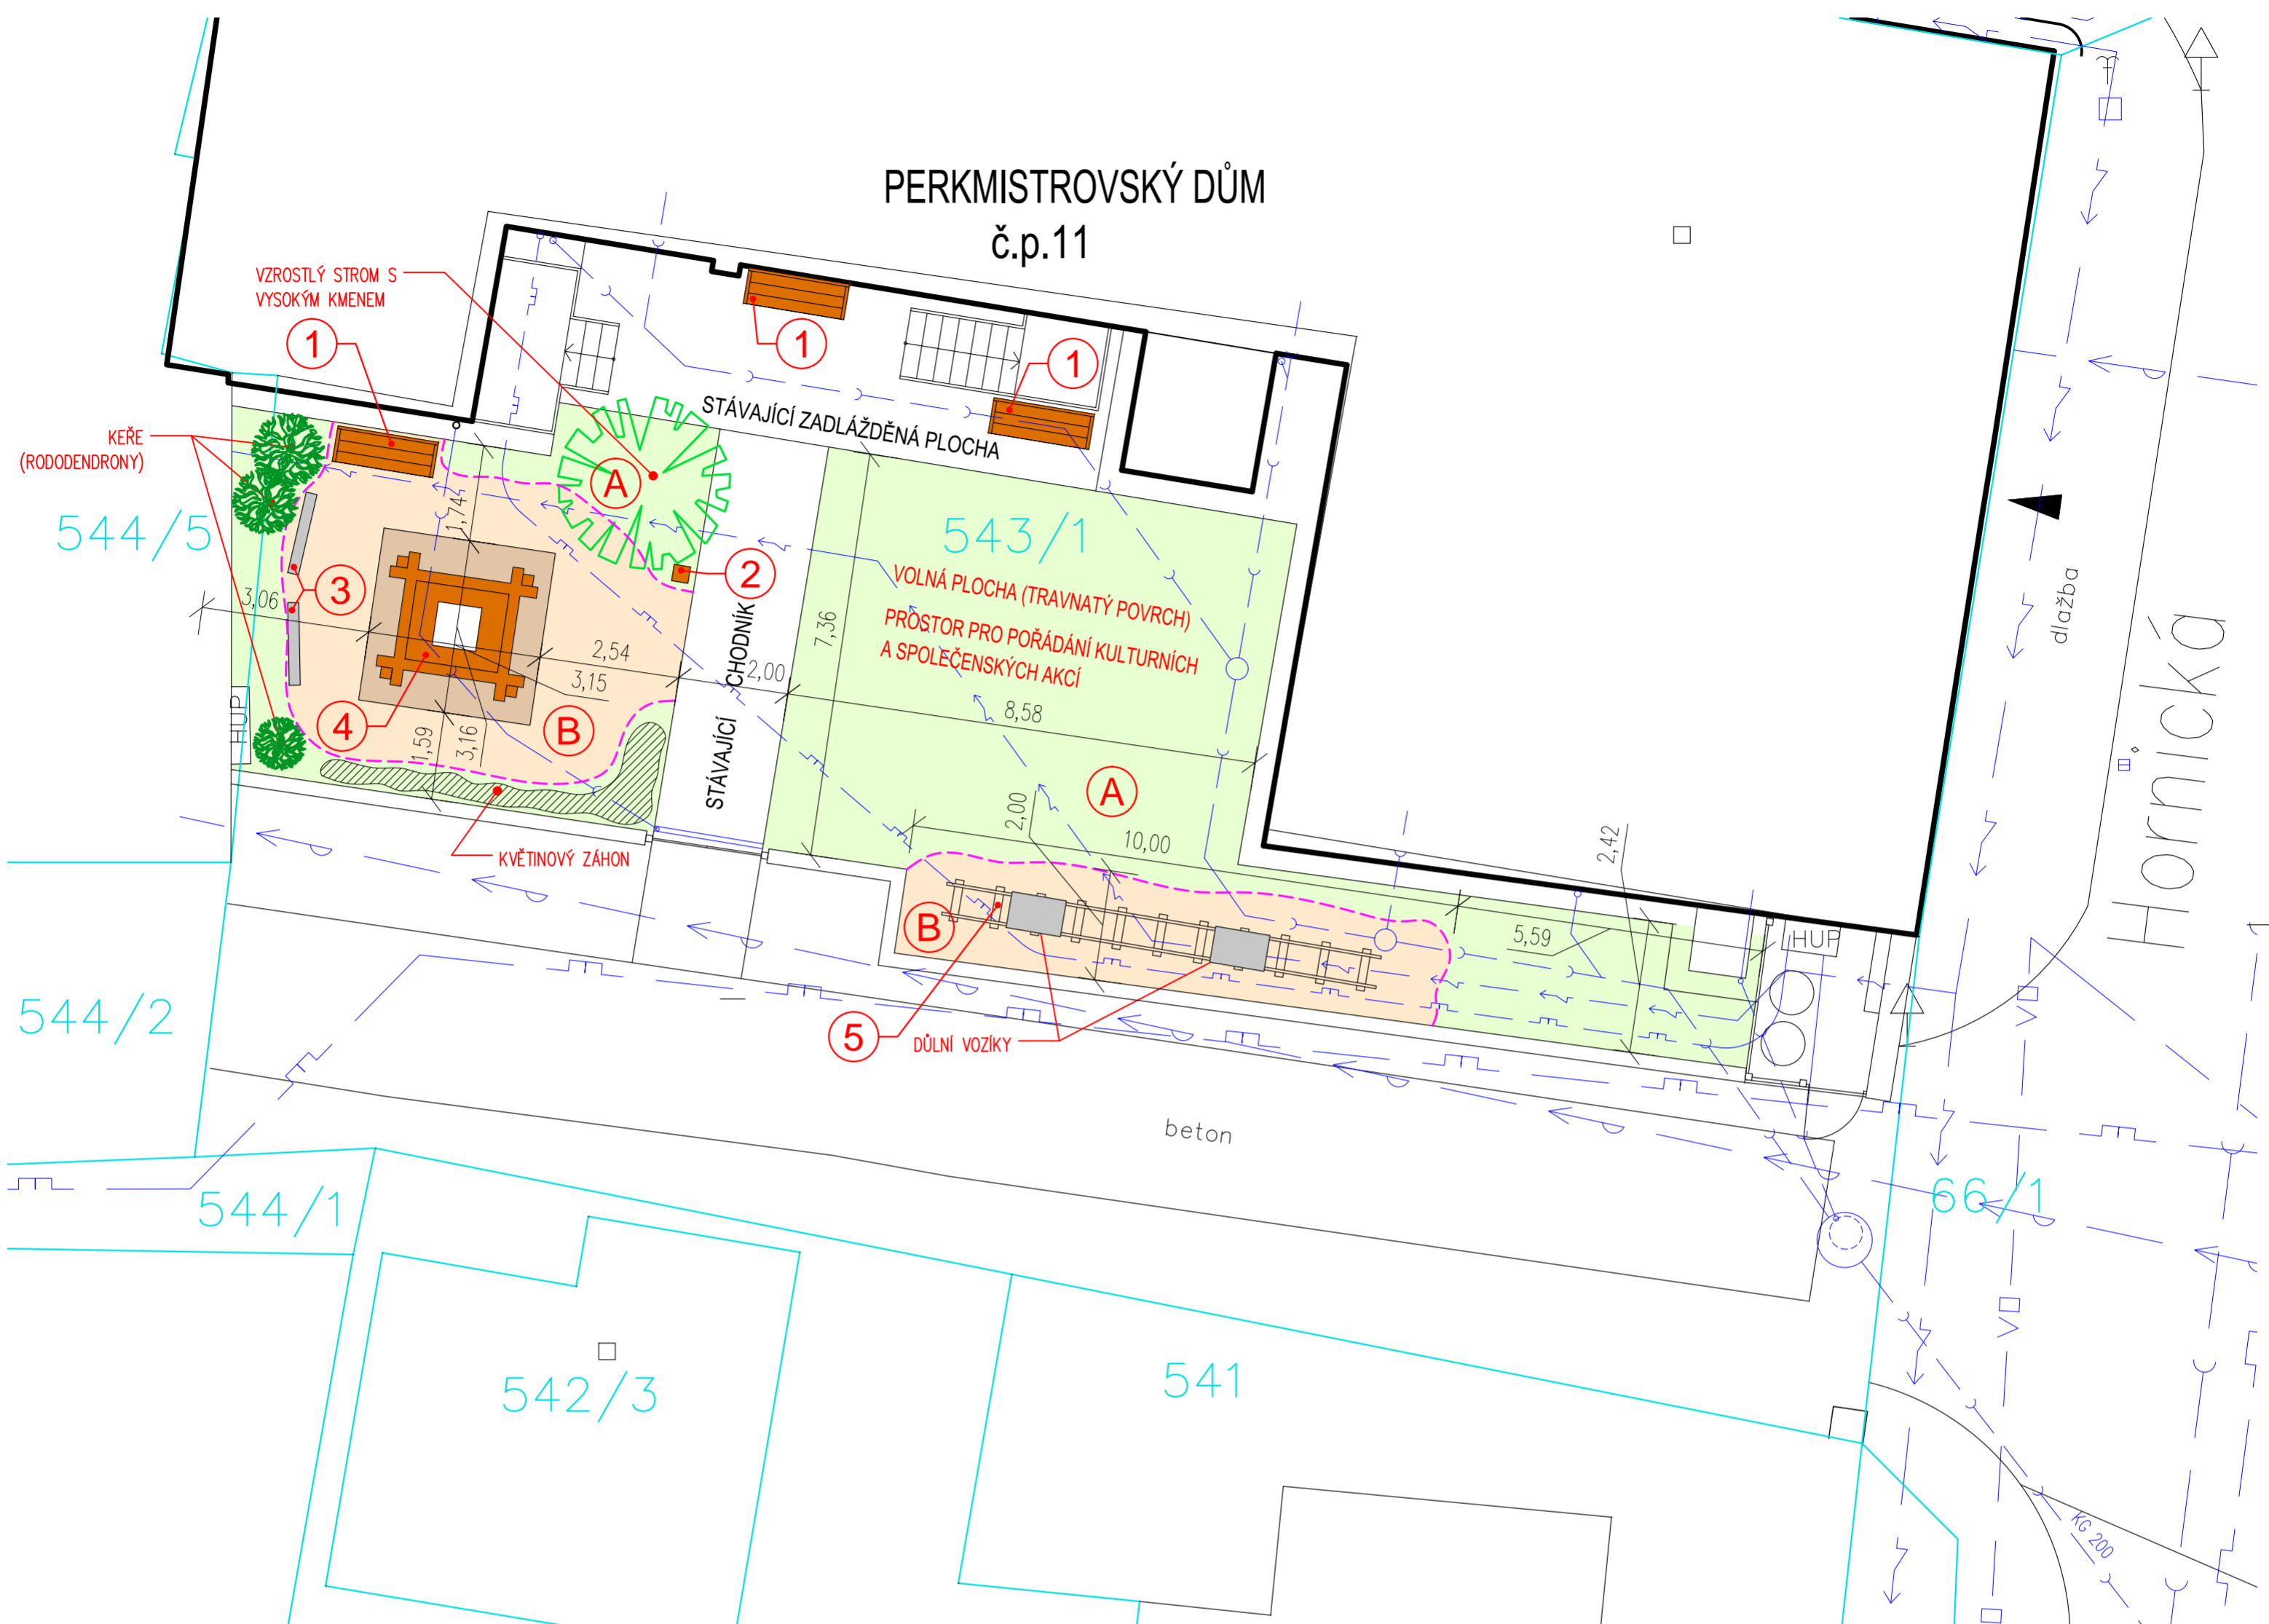 PERKMISTROVSKÝ DŮM
č.p.11
VZROSTLÝ STROM S
VYSOKÝM KMENEM
1
1
1
STÁVAJÍCÍ ZADLÁŽDĚNÁ PLOCHA
KEŘE
(RODODENDRONY)
A
544/5
1,74
543/1
2
3
VOLNÁ PLOCHA (TRAVNATÝ POVRCH)
PROSTOR PRO POŘÁDÁNÍ KULTURNÍCH
A SPOLEČENSKÝCH AKCÍ
dlažba
Hornická
3,06
2,54
3,15
2,00
7,36
STÁVAJÍCÍ CHODNÍK
8,58
HUP
4
B
1,59
3,16
A
2,00
10,00
2,42
KVĚTINOVÝ ZÁHON
B
5,59
HUP
5
DŮLNÍ VOZÍKY
544/2
beton
544/1
66/1
542/3
541
KG 200